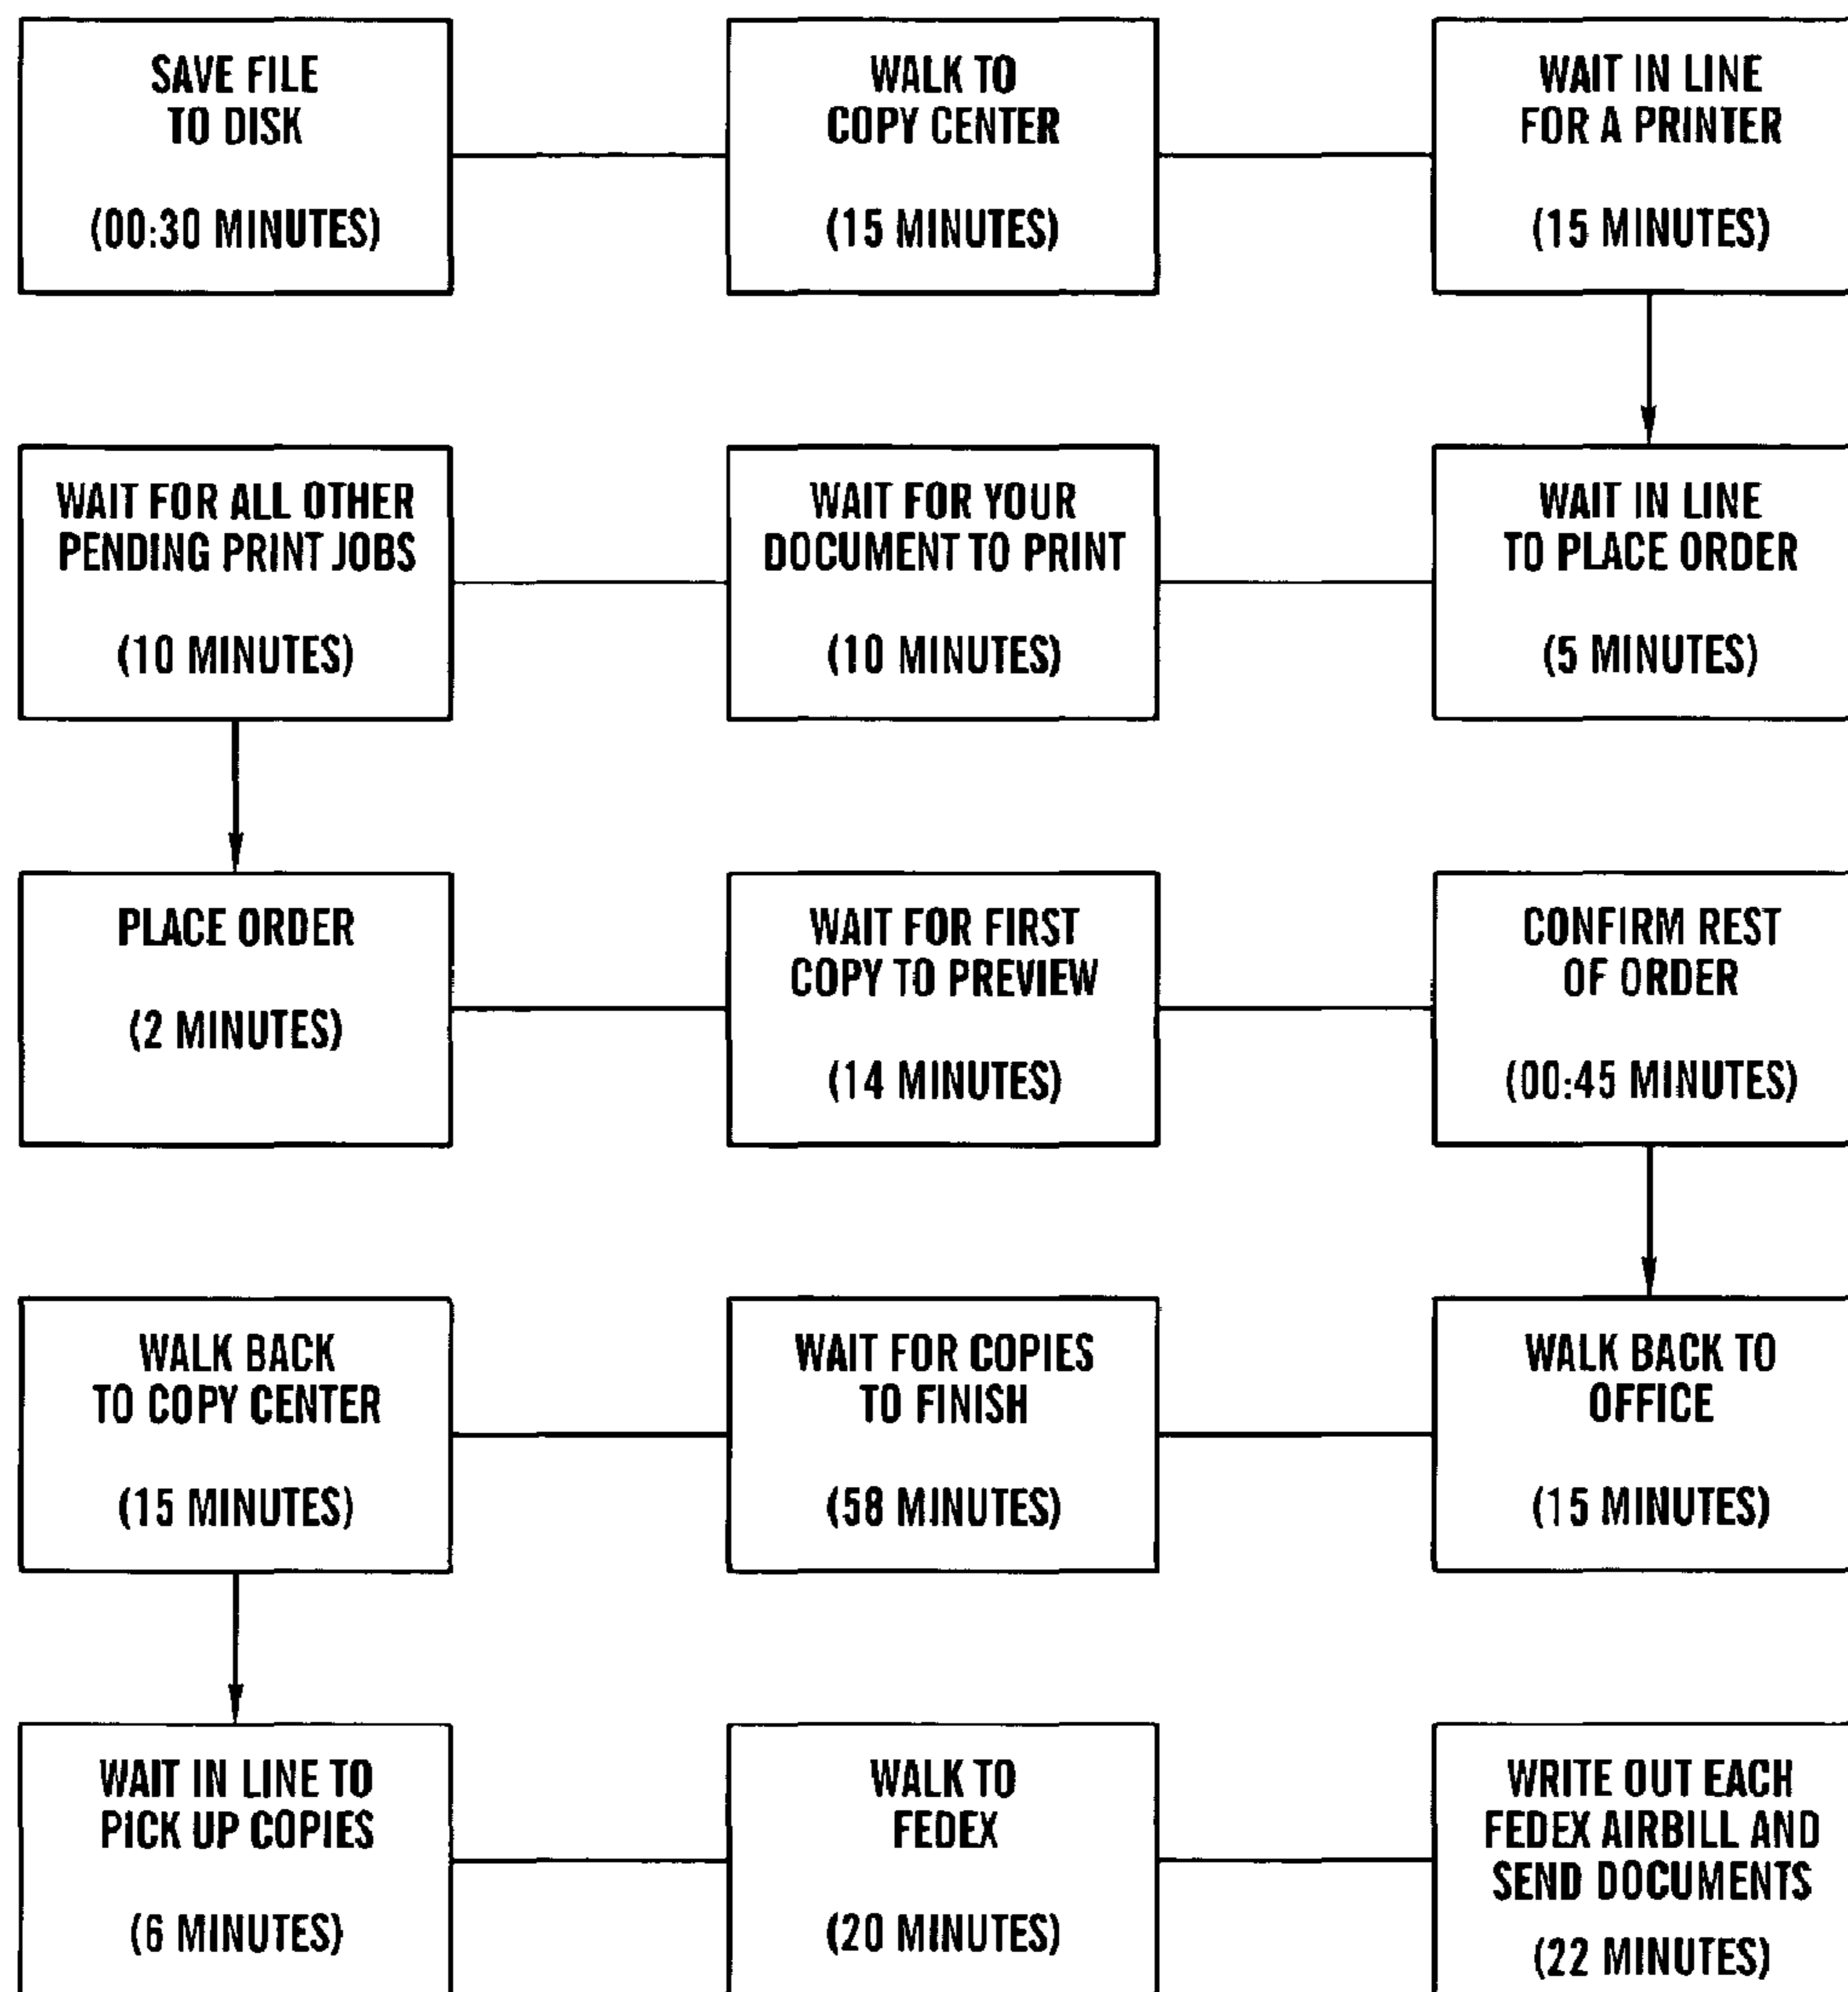 SAVE FILE
TO DISK
(00:30 MINUTES)
WALK TO
COPY CENTER
(15 MINUTES)
WAIT IN LINE
FOR A PRINTER
(15 MINUTES)
WAIT FOR ALL OTHER
PENDING PRINT JOBS
(10 MINUTES)
WAIT FOR YOUR
DOCUMENT TO PRINT
(10 MINUTES)
WAIT IN LINE
TO PLACE ORDER
(5 MINUTES)
PLACE ORDER
(2 MINUTES)
WAIT FOR FIRST
COPY TO PREVIEW
(14 MINUTES)
CONFIRM REST
OF ORDER
(00:45 MINUTES)
WALK BACK
TO COPY CENTER
(15 MINUTES)
WAIT FOR COPIES
TO FINISH
(58 MINUTES)
WALK BACK TO
OFFICE
(15 MINUTES)
WAIT IN LINE TO
PICK UP COPIES
(6 MINUTES)
WALK TO
FEDEX
(20 MINUTES)
WRITE OUT EACH
FEDEX AIRBILL AND
SEND DOCUMENTS
(22 MINUTES)